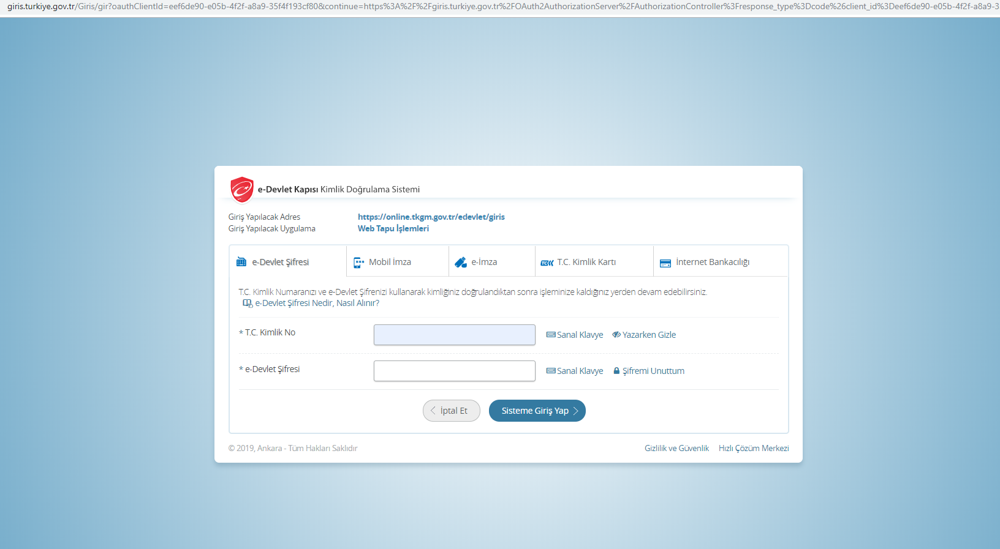 giris.turkiye.gov.tr/Giris/gir?oauthClientId=eef6de90-e05b-4f2f-a8a9-35f4f193cf80&continue=https%3A%2F%2Fgiris.turkiye.gov.tr%2FOAuth2AuthorizationServer%2FAuthorizationController%3Fresponse_type%3Dcode%26client_id%3Deef6de90-e05b-4f2f-a8a9-3
e-Devlet Kapısı Kimlik Doğrulama Sistemi
Giriş Yapılacak Adres https://online.tkgm.gov.tr/edevlet/giris
Giriş Yapılacak Uygulama Web Tapu İşlemleri
e-Devlet Şifresi Mobil İmza e-İmza T.C. Kimlik Kartı İnternet Bankacılığı
T.C. Kimlik Numaranızı ve e-Devlet Şifrenizi kullanarak kimliğiniz doğrulandıktan sonra işleminize kaldığınız yerden devam edebilirsiniz.
e-Devlet Şifresi Nedir, Nasıl Alınır?
* T.C. Kimlik No Sanal Klavye Yazarken Gizle
* e-Devlet Şifresi Sanal Klavye Şifremi Unuttum
İptal Et Sisteme Giriş Yap
© 2019, Ankara - Tüm Hakları Saklıdır Gizlilik ve Güvenlik Hızlı Çözüm Merkezi